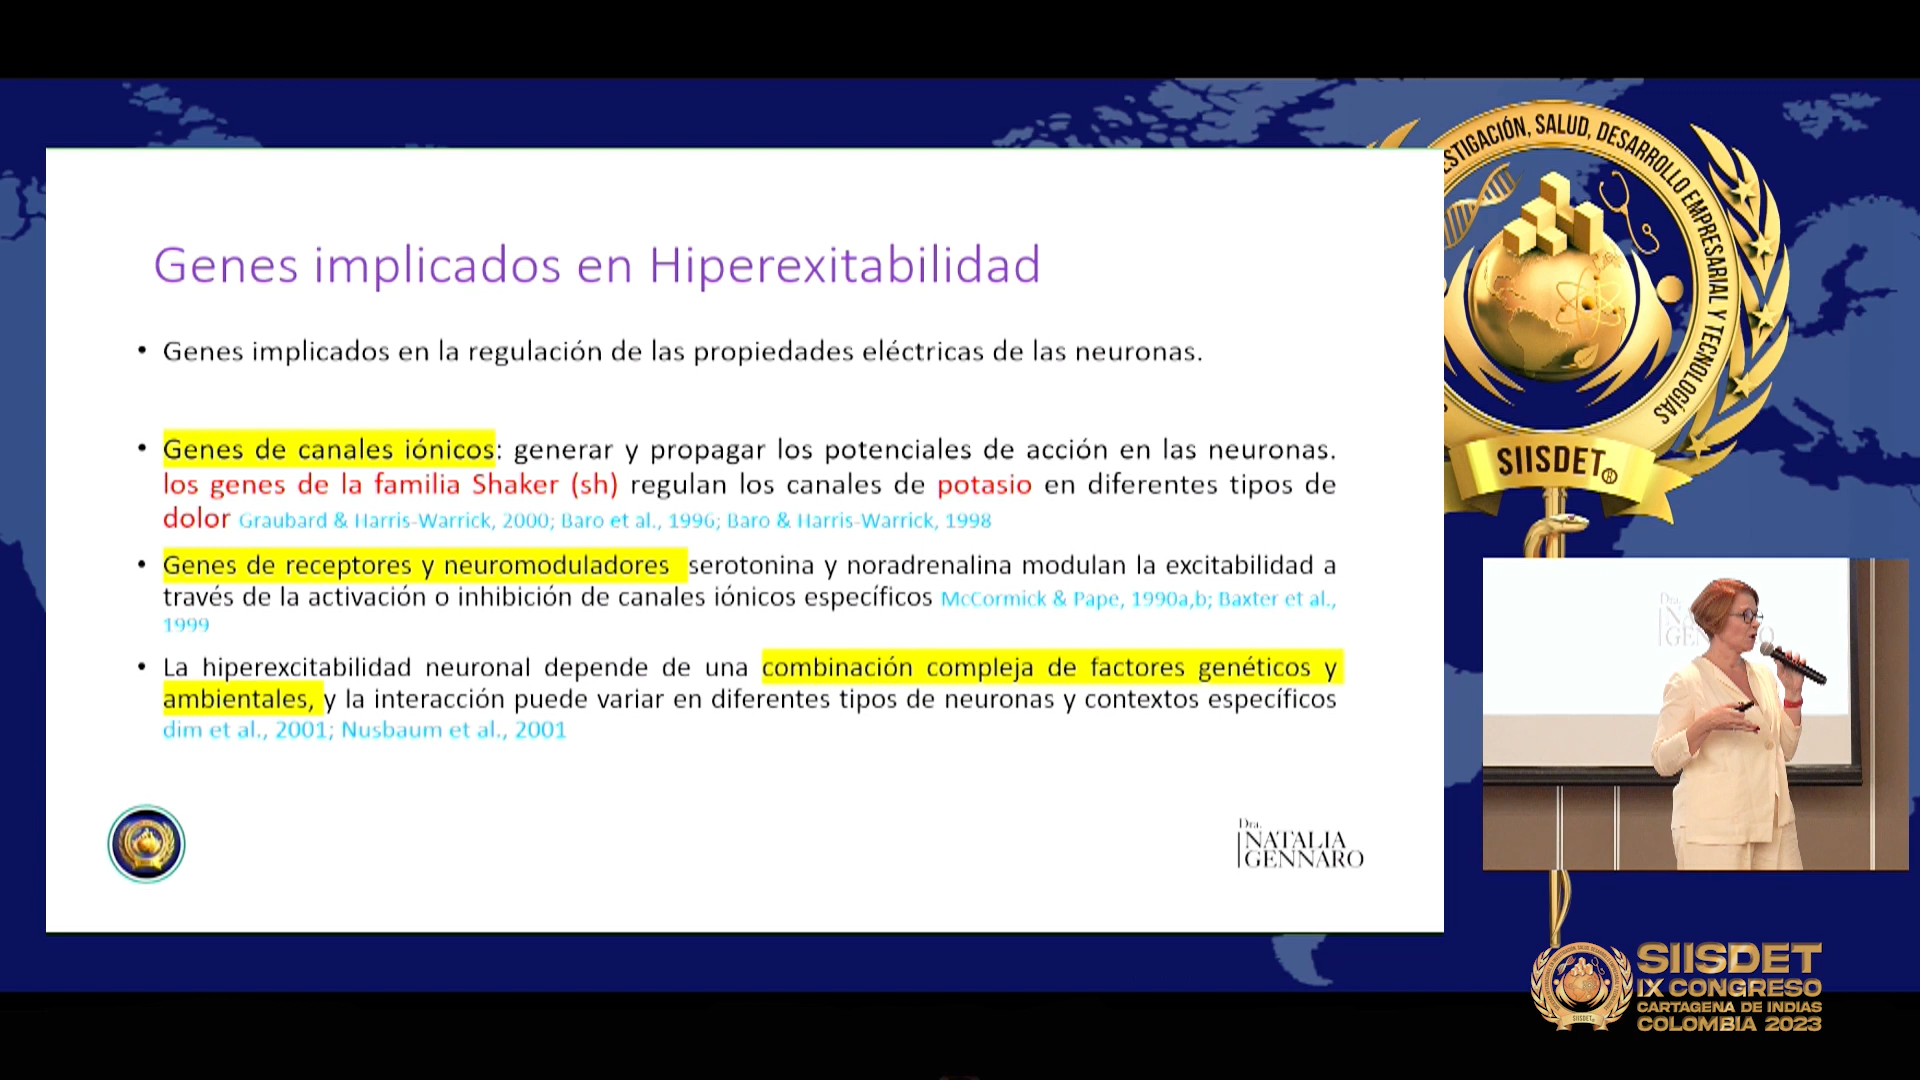 STIGACIÓN, SALUD, DESARROLLO EMPRESARIAL Y TECNOLOGÍAS
SIISDET®
Genes implicados en Hiperexitabilidad
• Genes implicados en la regulación de las propiedades eléctricas de las neuronas.
• Genes de canales iónicos: generar y propagar los potenciales de acción en las neuronas.
los genes de la familia Shaker (sh) regulan los canales de potasio en diferentes tipos de
dolor Graubard & Harris-Warrick, 2000; Baro et al., 1996; Baro & Harris-Warrick, 1998
• Genes de receptores y neuromoduladores serotonina y noradrenalina modulan la excitabilidad a
través de la activación o inhibición de canales iónicos específicos McCormick & Pape, 1990a,b; Baxter et al.,
1999
• La hiperexcitabilidad neuronal depende de una combinación compleja de factores genéticos y
ambientales, y la interacción puede variar en diferentes tipos de neuronas y contextos específicos
dim et al., 2001; Nusbaum et al., 2001
Dra.
NATALIA
GENNARO
Dra.
SIISDET
IX CONGRESO
CARTAGENA DE INDIAS
COLOMBIA 2023
SIISDET